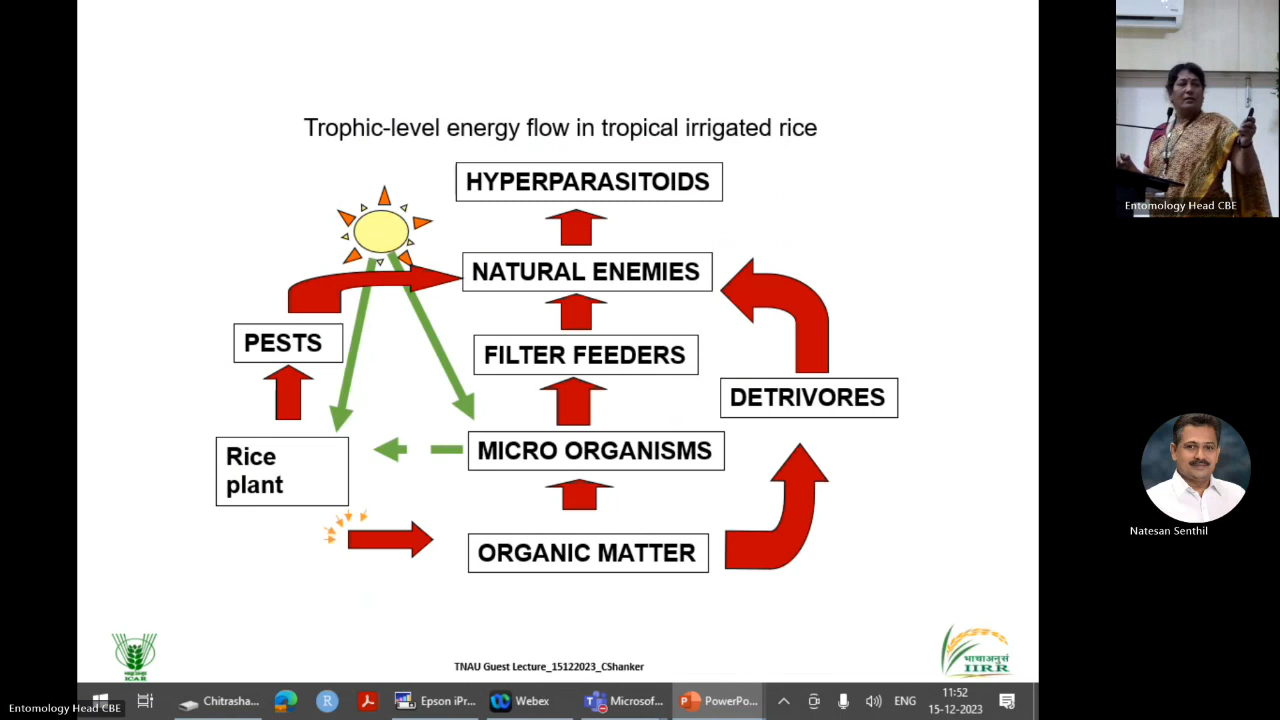 Trophic-level energy flow in tropical irrigated rice
HYPERPARASITOIDS
NATURAL ENEMIES
PESTS
FILTER FEEDERS
DETRIVORES
Rice
plant
MICRO ORGANISMS
ORGANIC MATTER
ICAR
TNAU Guest Lecture_15122023_CShanker
भाचाअनुसं
IIRR
Entomology Head CBE
Natesan Senthil
Entomology Head CBE
Chitrasha...
R
Epson iPr...
Webex
Microsof...
PowerPo...
ENG
11:52
15-12-2023